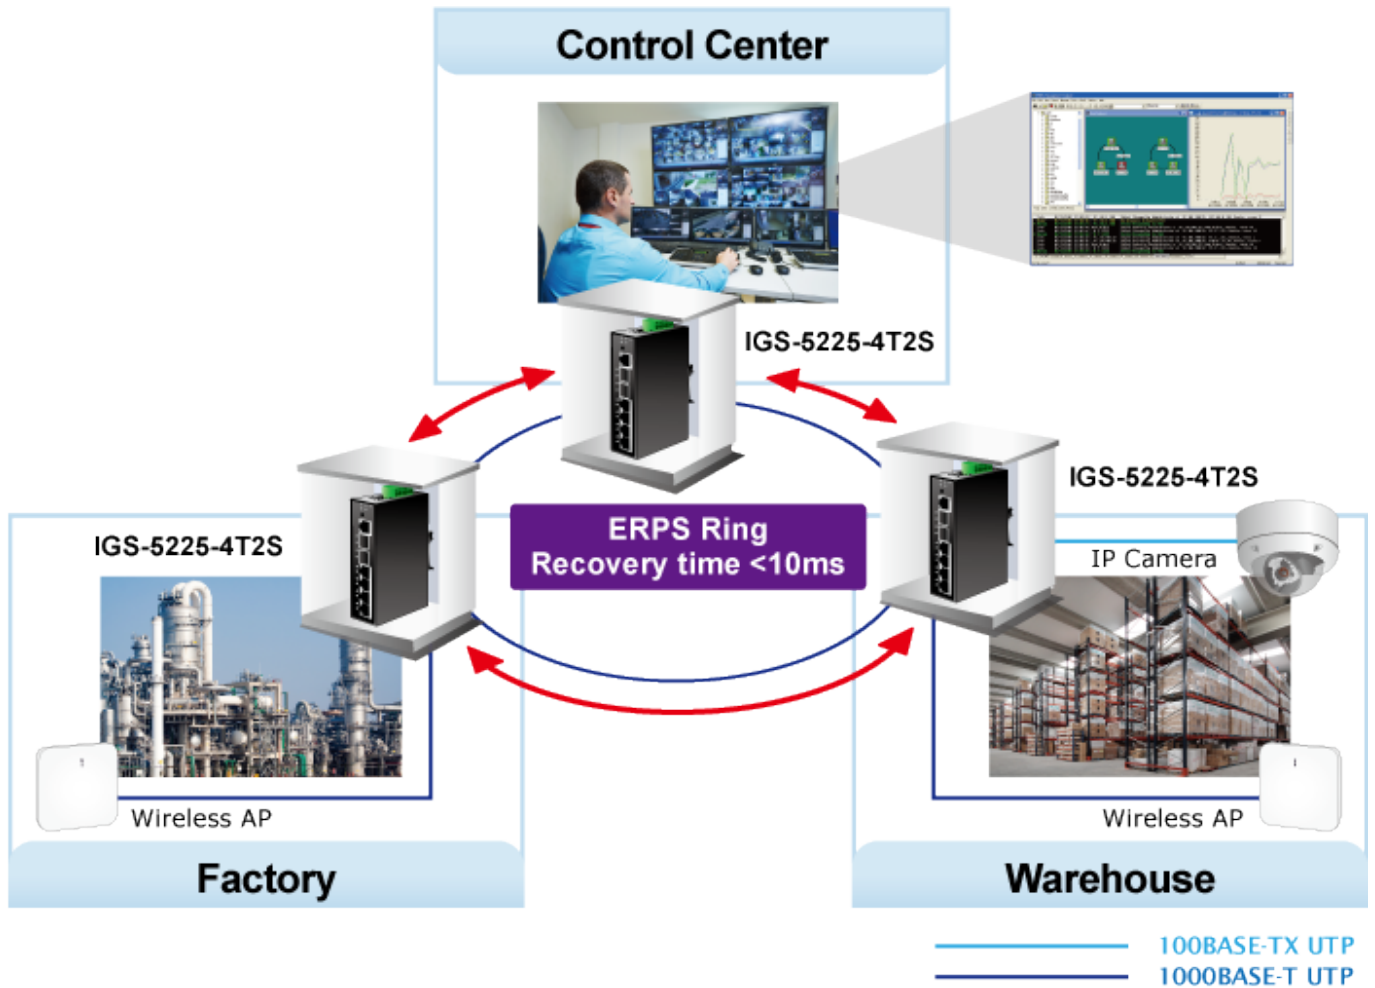 Control Center
IGS-5225-4T2S
IGS-5225-4T2S
IGS-5225-4T2S
ERPS Ring
Recovery time <10ms
IP Camera
Wireless AP
Wireless AP
Factory
Warehouse
100BASE-TX UTP
1000BASE-T UTP